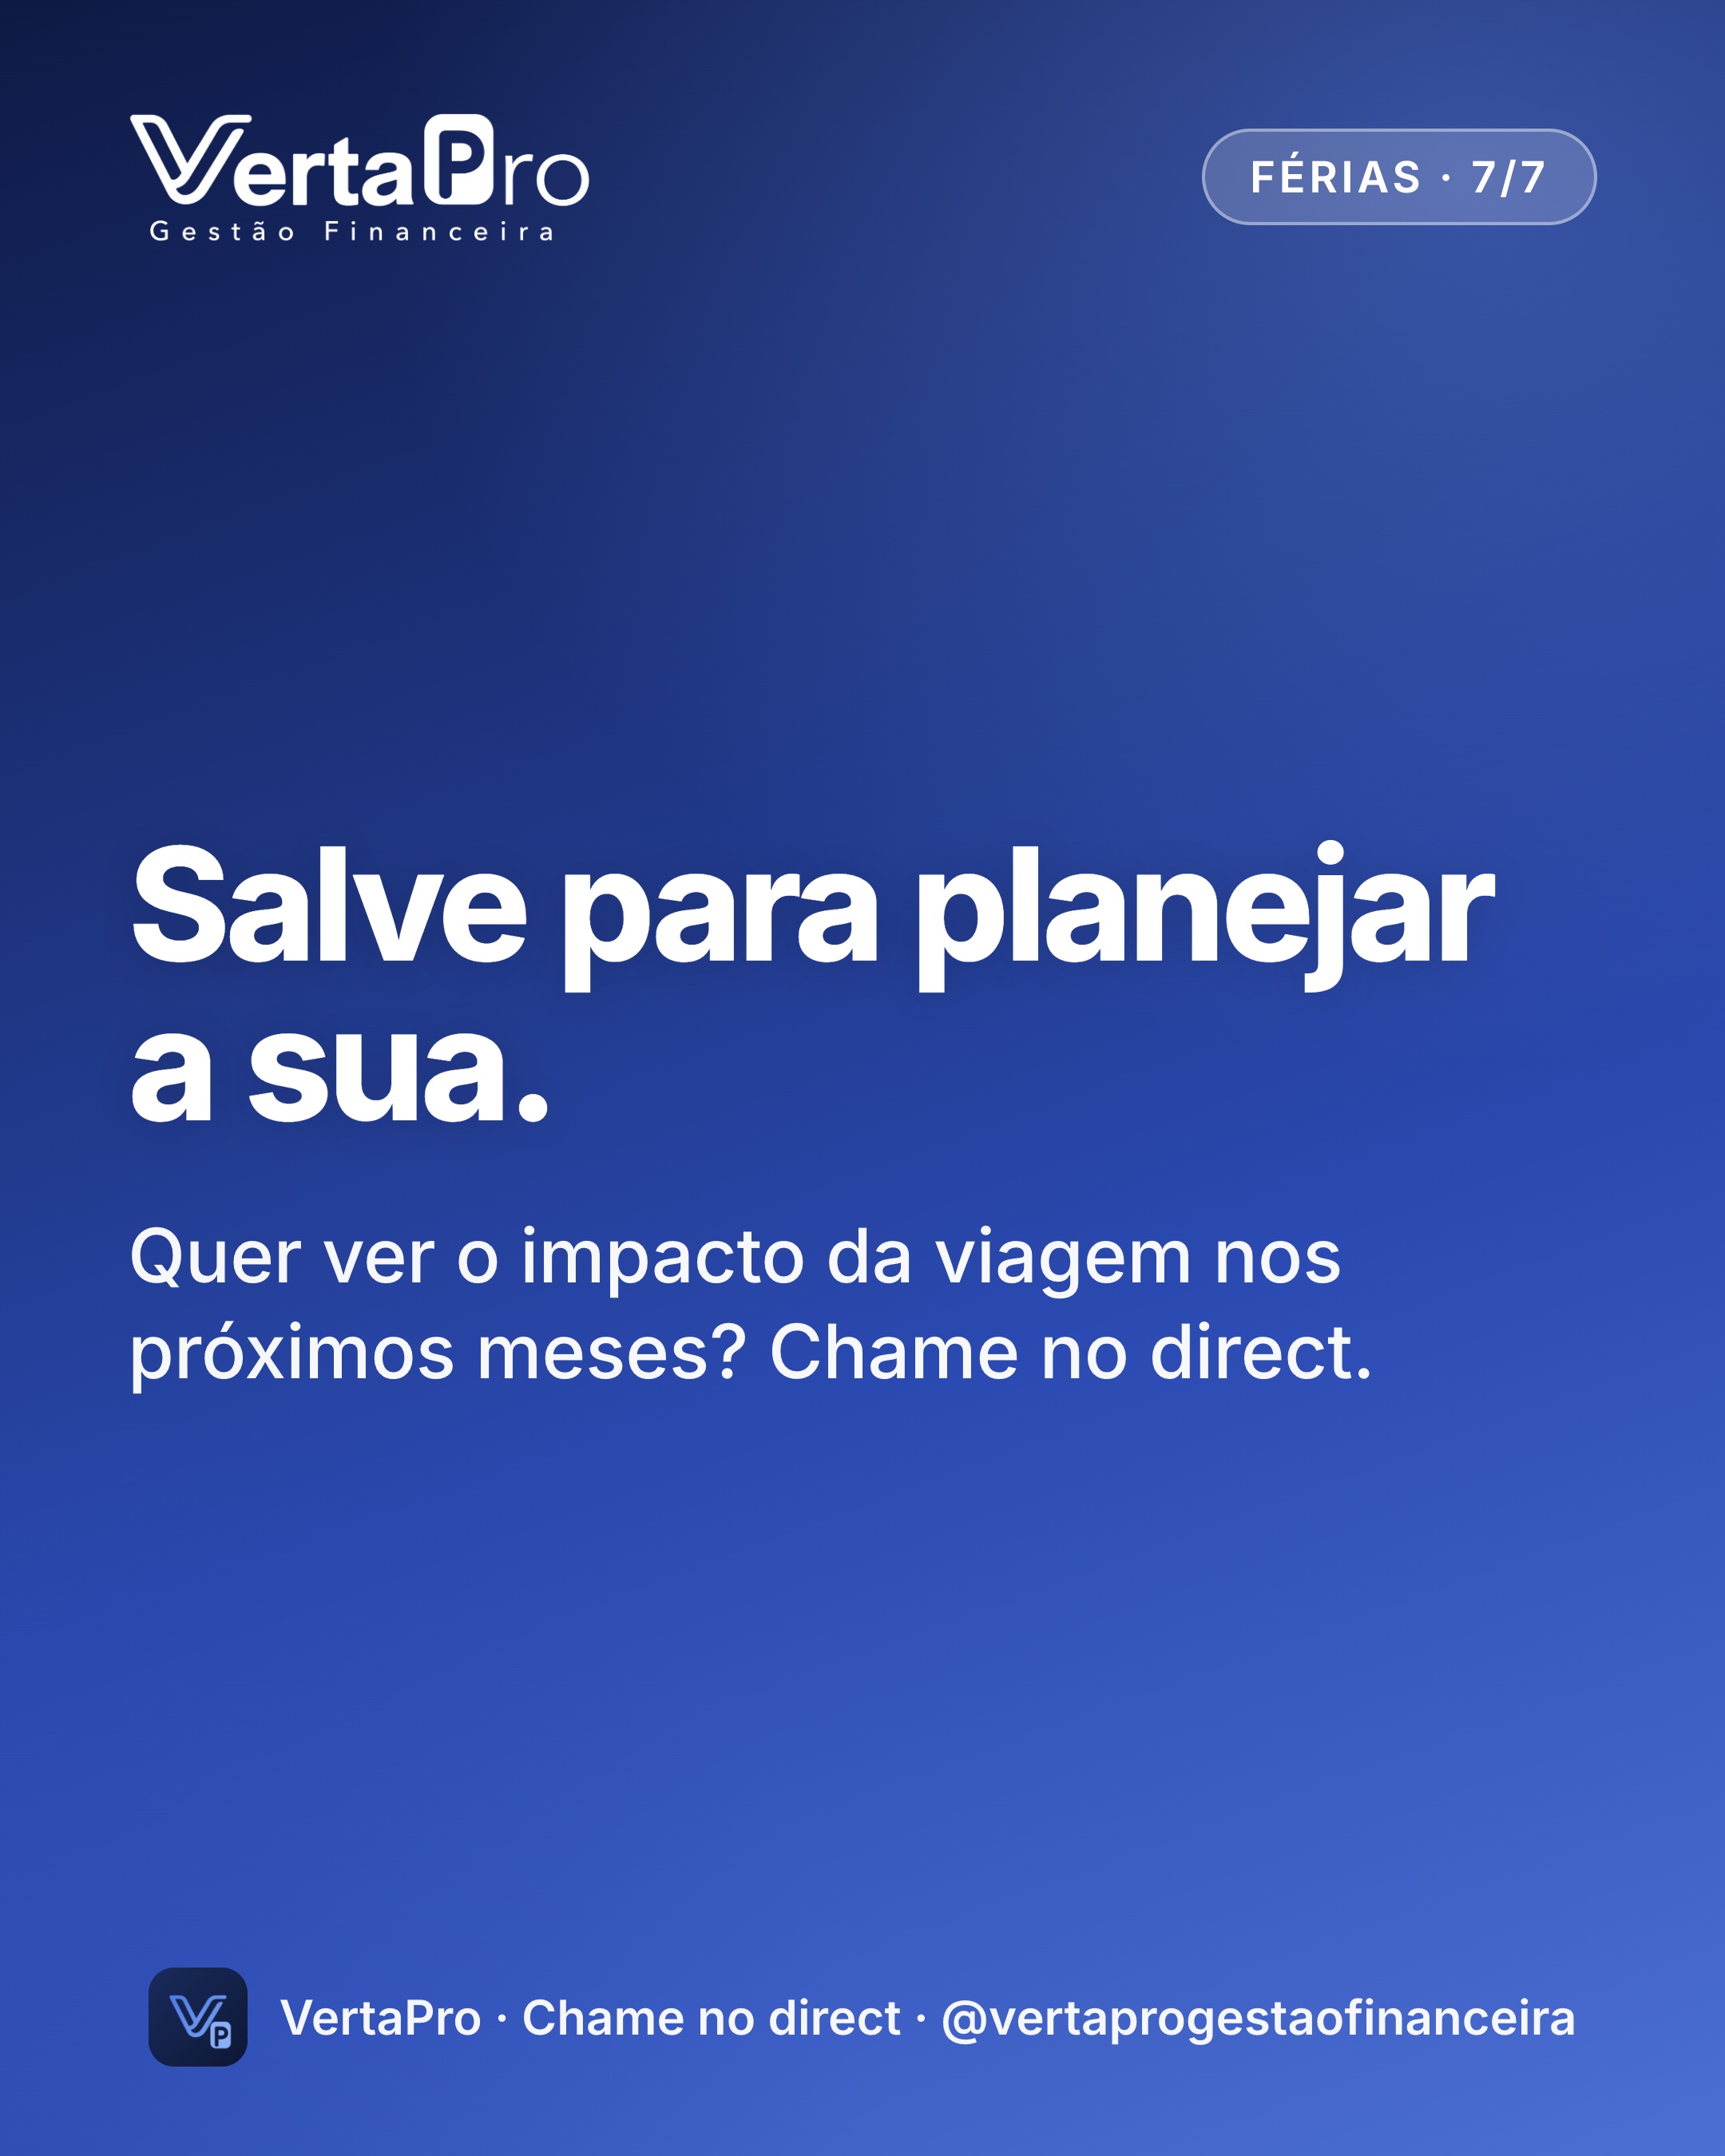 VertaPro
Gestão Financeira
FÉRIAS · 7/7
Salve para planejar
a sua.
Quer ver o impacto da viagem nos
próximos meses? Chame no direct.
VP
VertaPro · Chame no direct · @vertaprogestaofinanceira